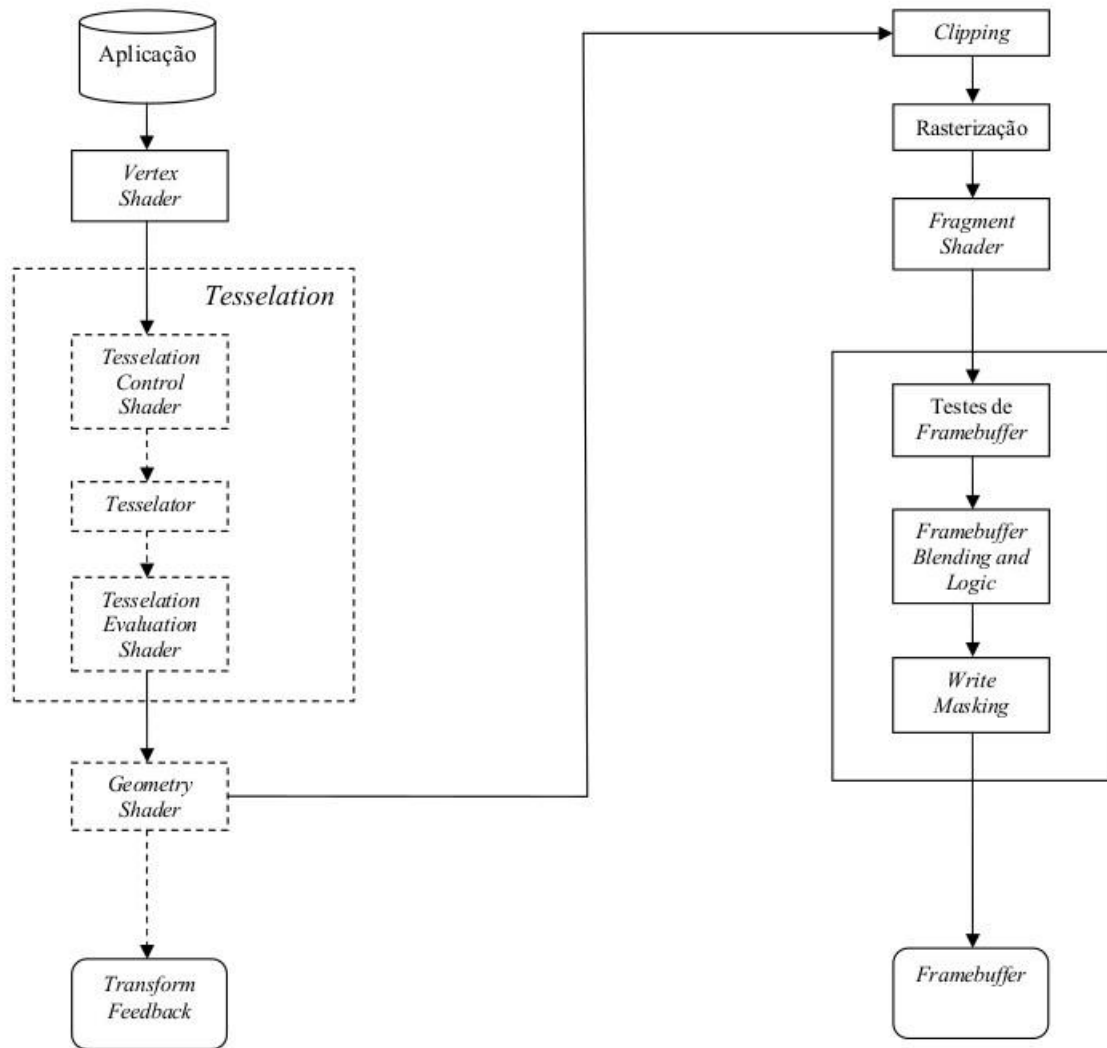 Aplicação
Vertex
Shader
Tesselation
Tesselation
Control
Shader
Tesselator
Tesselation
Evaluation
Shader
Geometry
Shader
Transform
Feedback
Clipping
Rasterização
Fragment
Shader
Testes de
Framebuffer
Framebuffer
Blending and
Logic
Write
Masking
Framebuffer